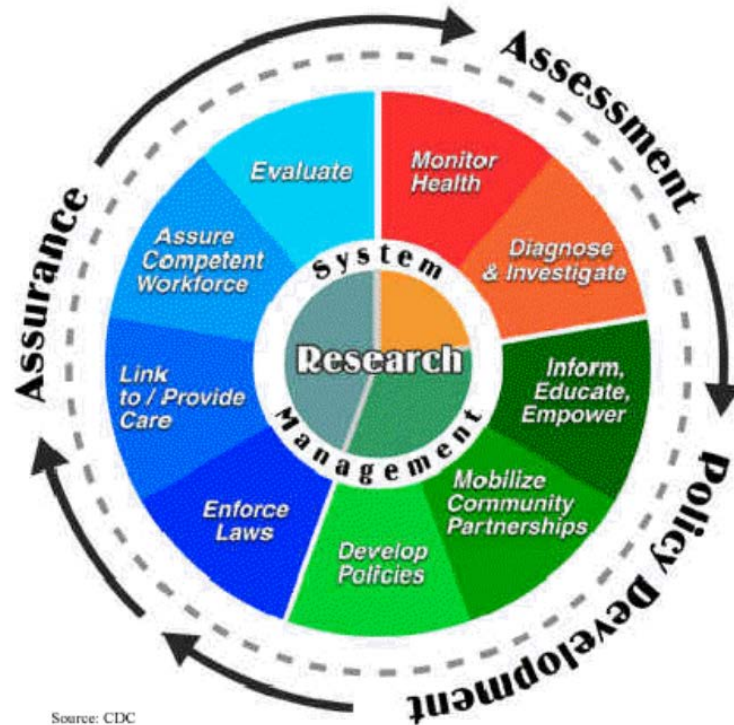 Assessment
Policy Development
Assurance
Monitor
Health
Diagnose
& Investigate
Inform,
Educate,
Empower
Mobilize
Community
Partnerships
Develop
Policies
Enforce
Laws
Link
to / Provide
Care
Assure
Competent
Workforce
Evaluate
System
Management
Research
Source: CDC